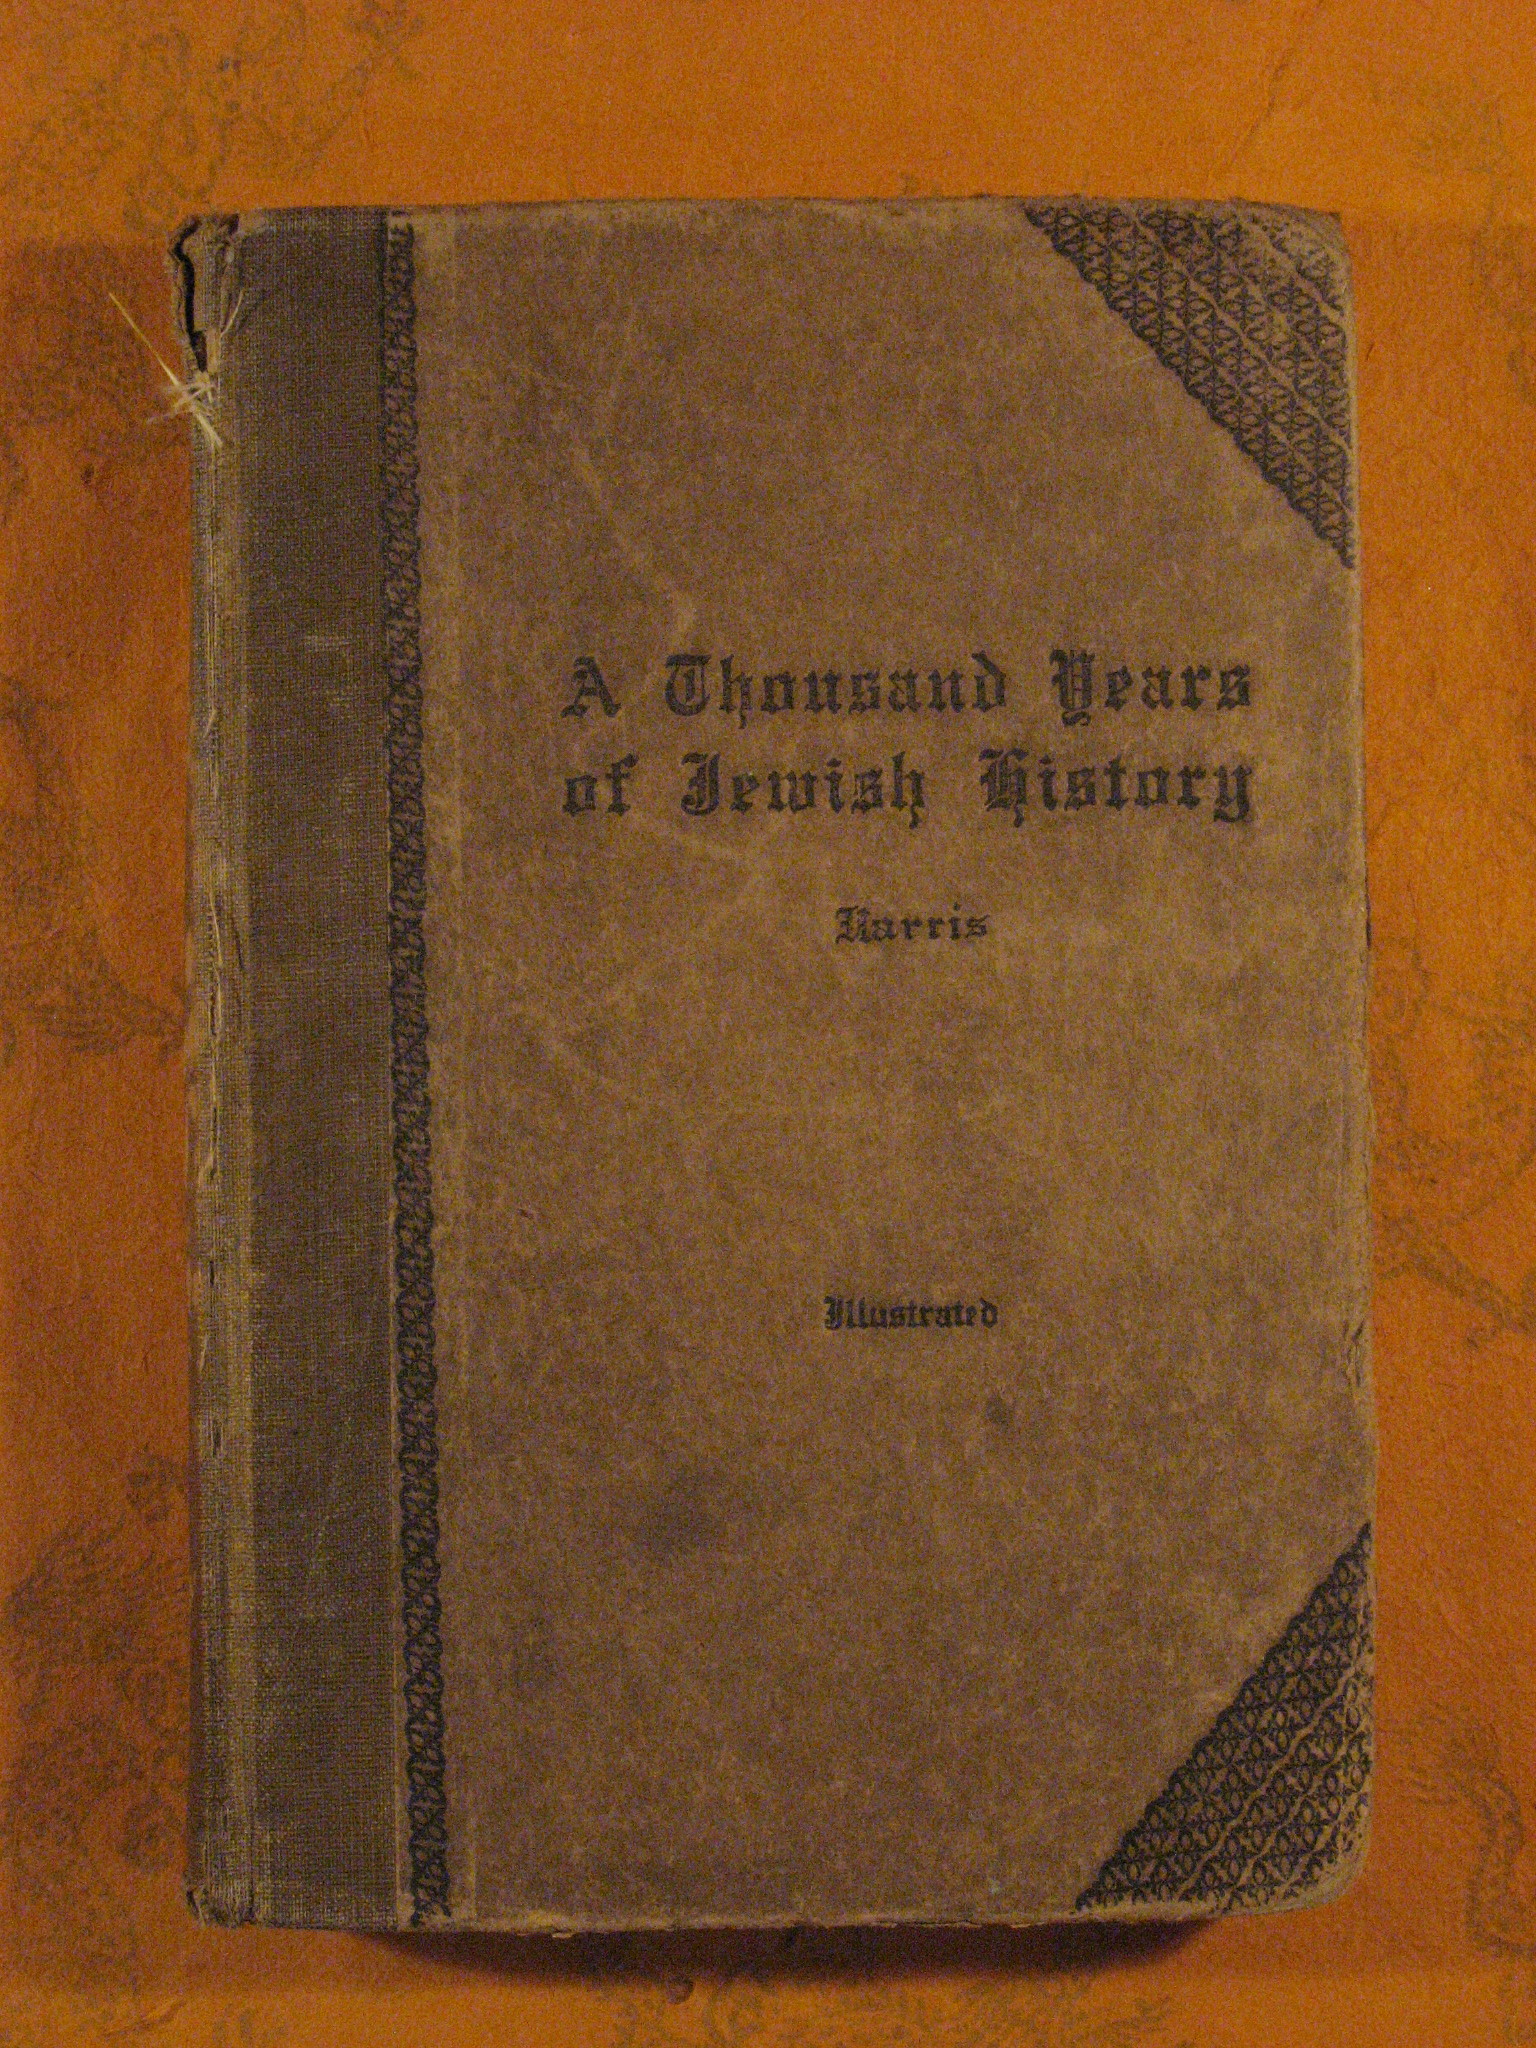 A Thousand Years
of Jewish History
Harris
Illustrated